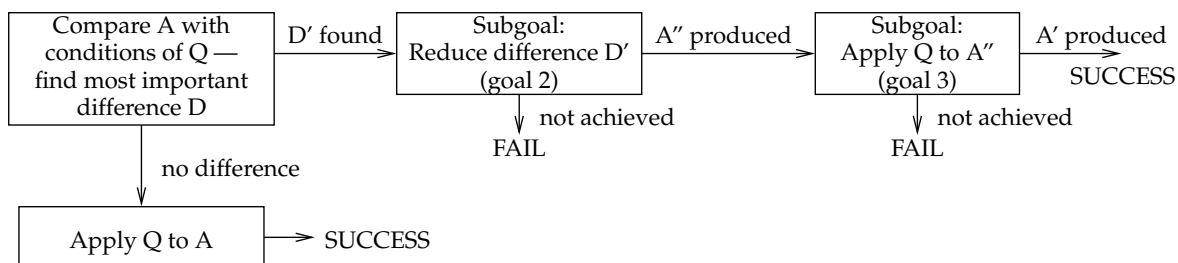 Compare A with
conditions of Q —
find most important
difference D
D' found
Subgoal:
Reduce difference D'
(goal 2)
A" produced
Subgoal:
Apply Q to A"
(goal 3)
A' produced
SUCCESS
not achieved
FAIL
not achieved
FAIL
no difference
Apply Q to A
SUCCESS